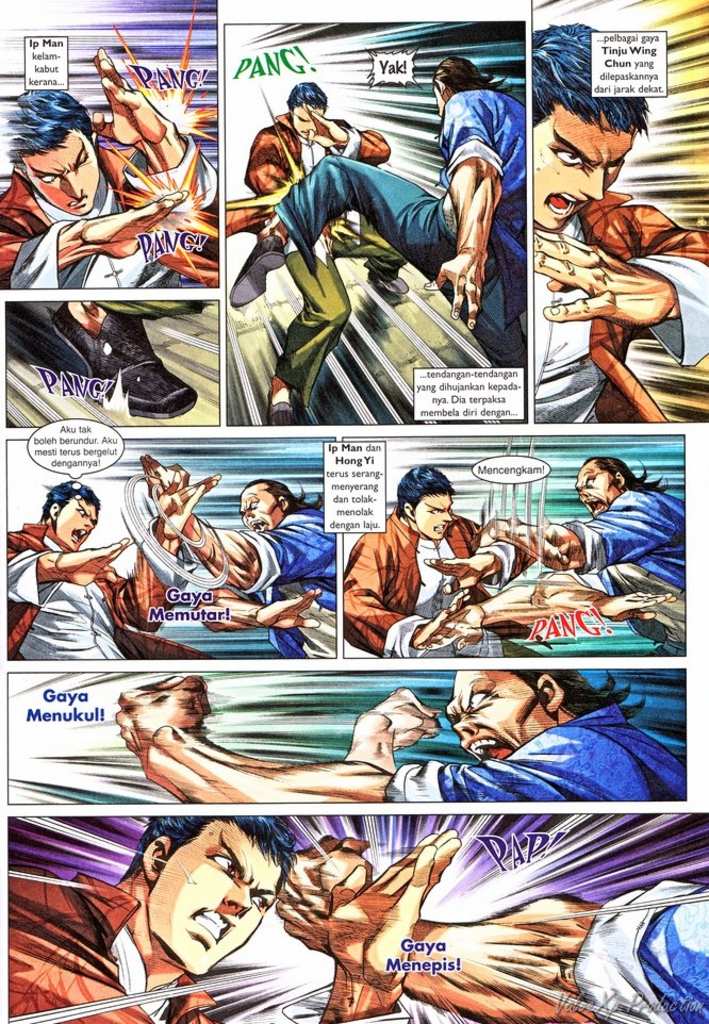 Ip Man
kelam-
kabut
kerana...
PANG!
PANG!
PANG!
Yak!
...tendangan-tendangan
yang dihujankan kepada-
nya. Dia terpaksa
membela diri dengan...
...pelbagai gaya
Tinju Wing
Chun yang
dilepaskannya
dari jarak dekat.
PANG!
Aku tak
boleh berundur. Aku
mesti terus bergelut
dengannya!
Gaya
Memutar!
Ip Man dan
Hong Yi
terus serang-
menyerang
dan tolak-
menolak
dengan laju.
Mencengkam!
PANG!
Gaya
Menukul!
PAP!
Gaya
Menepis!